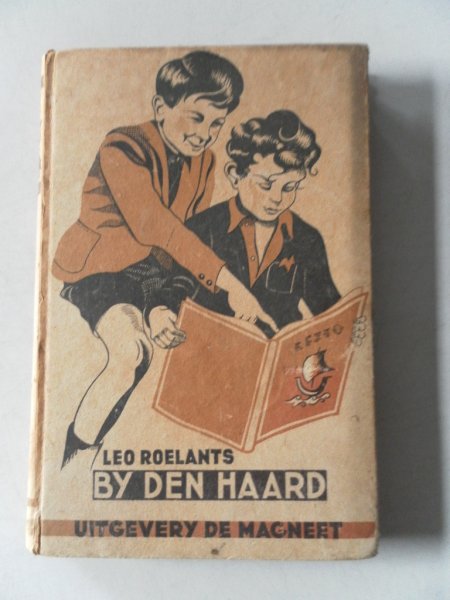 LEO ROELANTS
BY DEN HAARD
UITGEVERY DE MAGNEET